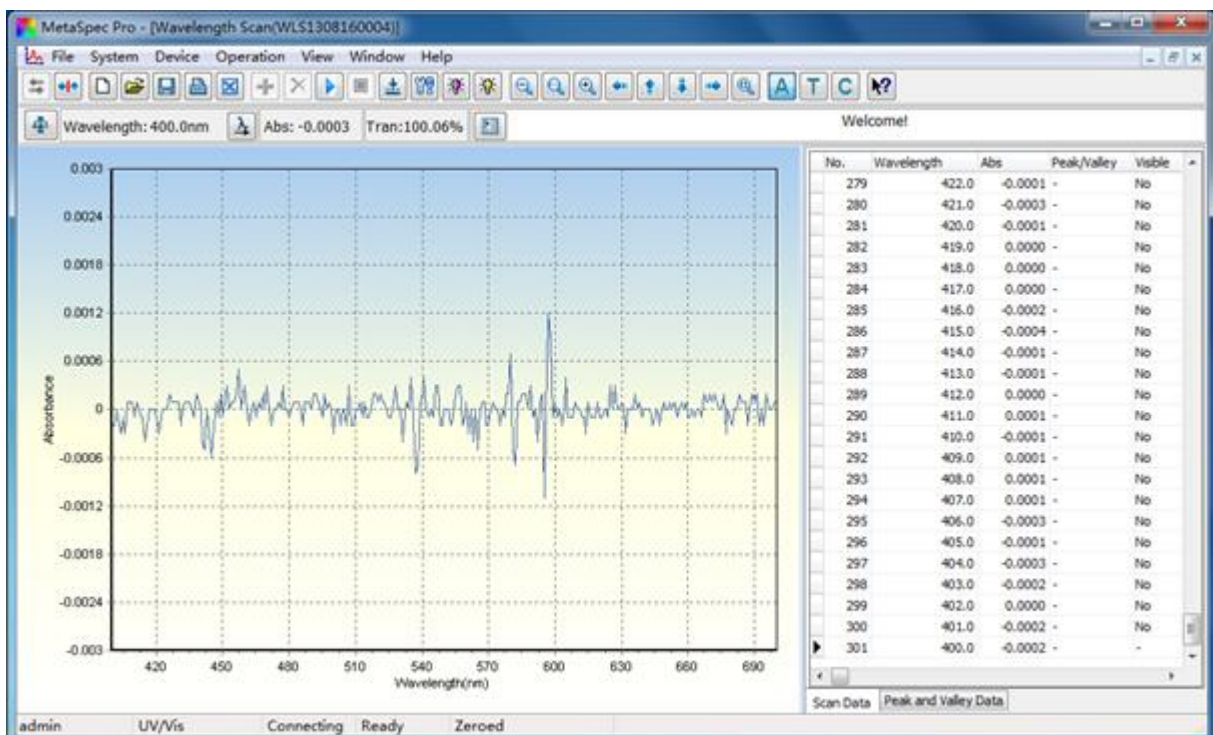 MetaSpec Pro - [Wavelength Scan(WLS1308160004)]
File System Device Operation View Window Help
A T C
Wavelength: 400.0nm λ Abs: -0.0003 Tran:100.06% Welcome!
0.003
0.0024
0.0018
0.0012
0.0006
0
-0.0006
-0.0012
-0.0018
-0.0024
-0.003
Absorbance
420 450 480 510 540 570 600 630 660 690
Wavelength(nm)
No. Wavelength Abs Peak/Valley Visible
279 422.0 -0.0001 - No
280 421.0 -0.0003 - No
281 420.0 -0.0001 - No
282 419.0 0.0000 - No
283 418.0 0.0000 - No
284 417.0 0.0000 - No
285 416.0 -0.0002 - No
286 415.0 -0.0004 - No
287 414.0 -0.0001 - No
288 413.0 -0.0001 - No
289 412.0 0.0000 - No
290 411.0 0.0001 - No
291 410.0 -0.0001 - No
292 409.0 0.0001 - No
293 408.0 0.0001 - No
294 407.0 0.0001 - No
295 406.0 -0.0003 - No
296 405.0 -0.0001 - No
297 404.0 -0.0003 - No
298 403.0 -0.0002 - No
299 402.0 0.0000 - No
300 401.0 -0.0002 - No
301 400.0 -0.0002 - -
Scan Data Peak and Valley Data
admin UV/Vis Connecting Ready Zeroed